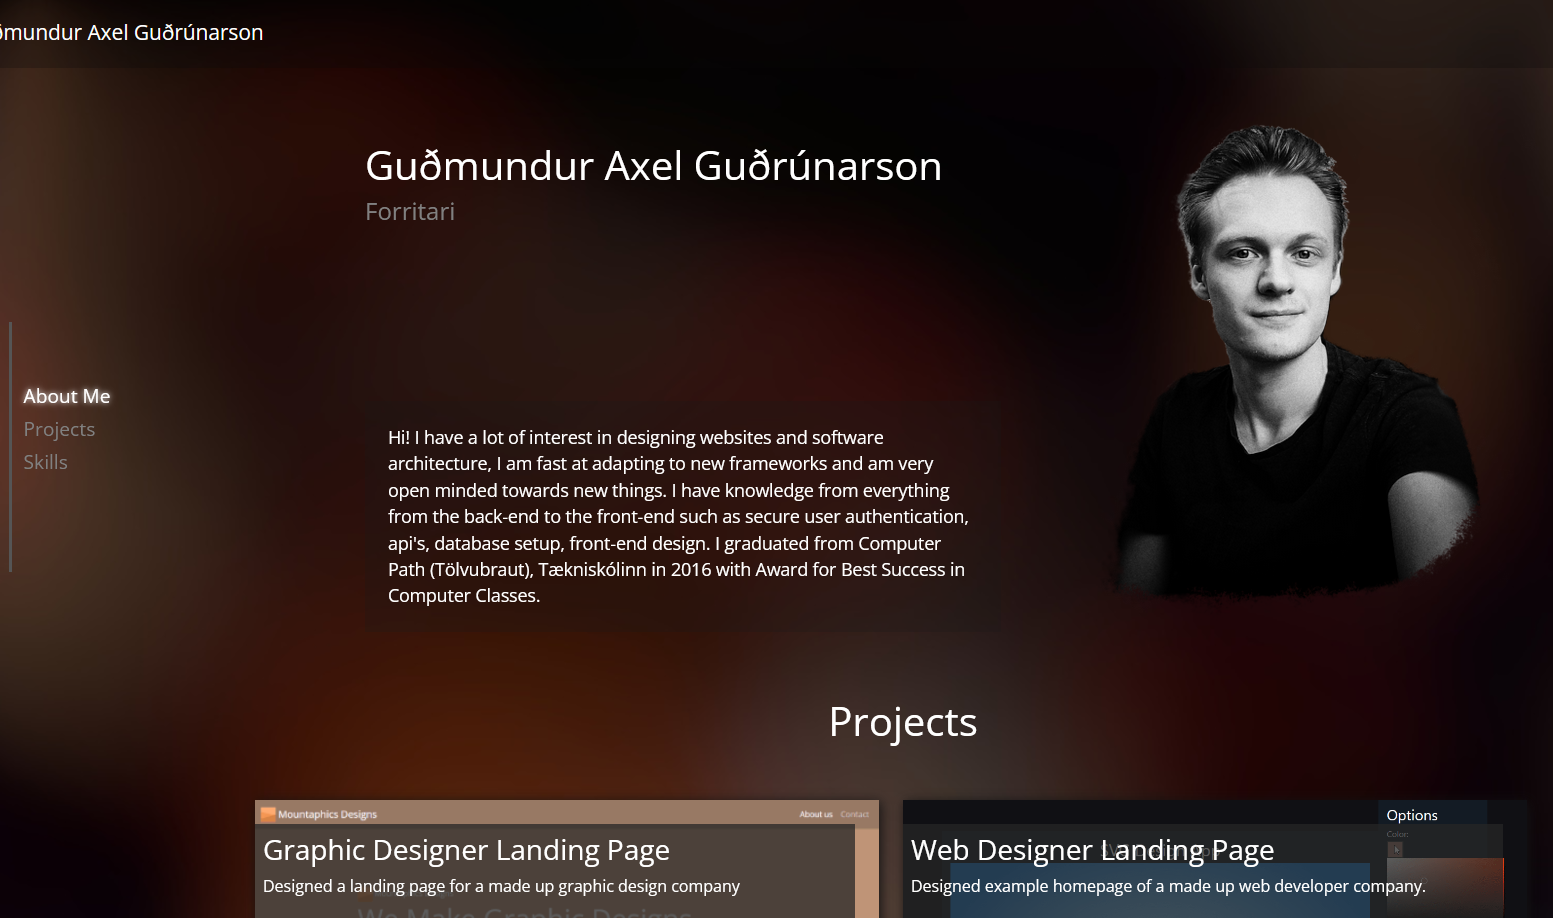 ðmundur Axel Guðrúnarson
Guðmundur Axel Guðrúnarson
Forritari
About Me
Projects
Skills
Hi! I have a lot of interest in designing websites and software
architecture, I am fast at adapting to new frameworks and am very
open minded towards new things. I have knowledge from everything
from the back-end to the front-end such as secure user authentication,
api's, database setup, front-end design. I graduated from Computer
Path (Tölvubraut), Tækniskólinn in 2016 with Award for Best Success in
Computer Classes.
Projects
Mountaphics Designs
About us Contact
Graphic Designer Landing Page
Designed a landing page for a made up graphic design company
We Make Graphic Designs
Options
Color:
Web Designer Landing Page
Designed example homepage of a made up web developer company.